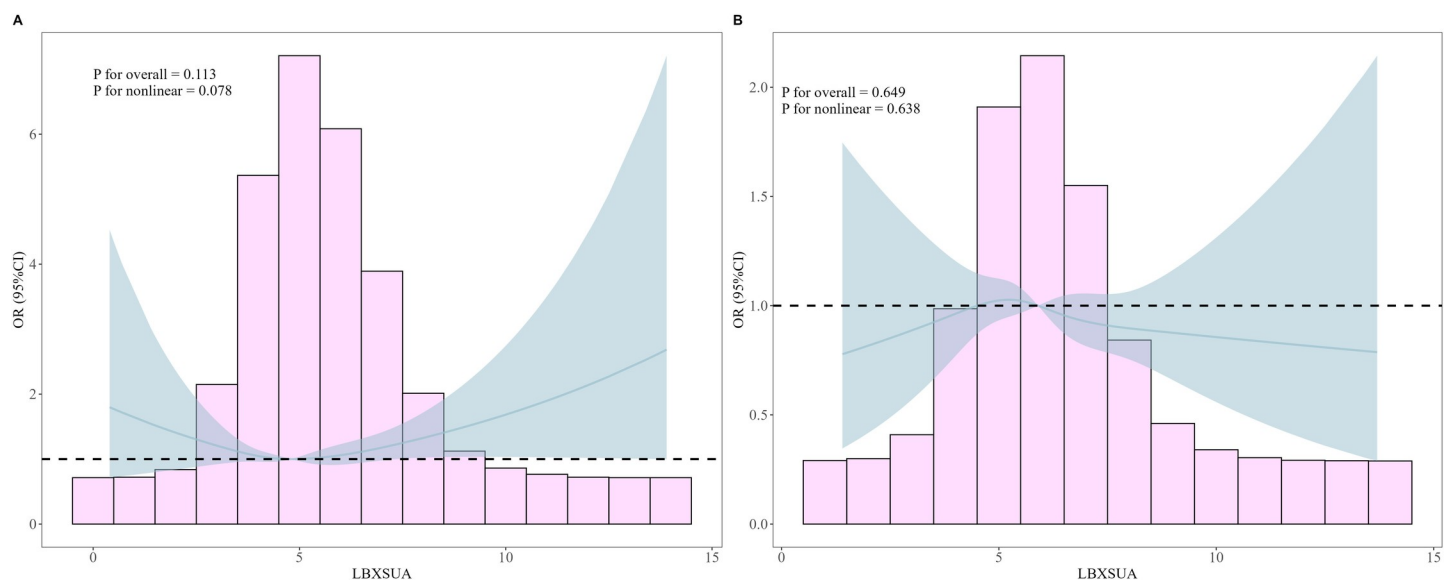 A
P for overall = 0.113
P for nonlinear = 0.078
6
4
2
0
OR (95%CI)
0
5
10
15
LBXSUA
B
P for overall = 0.649
P for nonlinear = 0.638
2.0
1.5
1.0
0.5
0.0
OR (95%CI)
0
5
10
15
LBXSUA